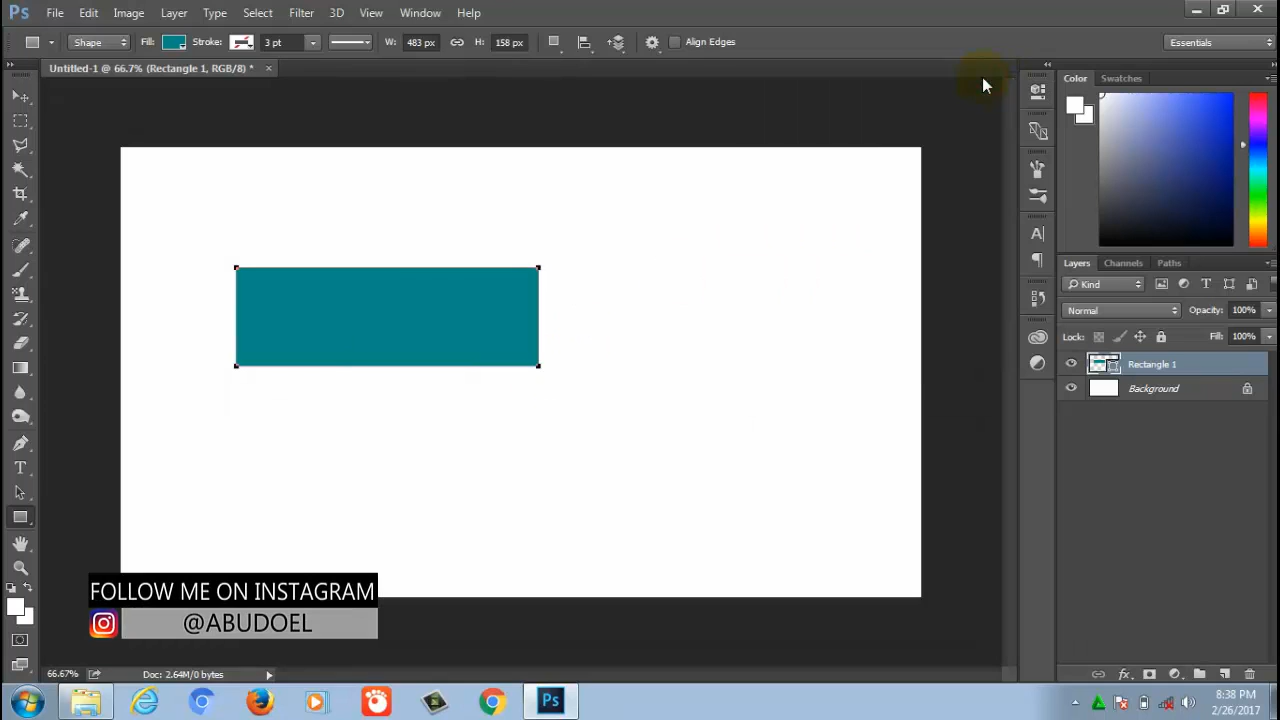 Ps File Edit Image Layer Type Select Filter 3D View Window Help
Shape Fill: Stroke: 3 pt W: 483 px H: 158 px Align Edges Essentials
Untitled-1 @ 66.7% (Rectangle 1, RGB/8) * ×
Color Swatches
Layers Channels Paths
Kind
Normal Opacity: 100%
Lock: Fill: 100%
Rectangle 1
Background
FOLLOW ME ON INSTAGRAM
@ABUDOEL
66.67% Doc: 2.64M/0 bytes
fx
Ps
8:38 PM
2/26/2017